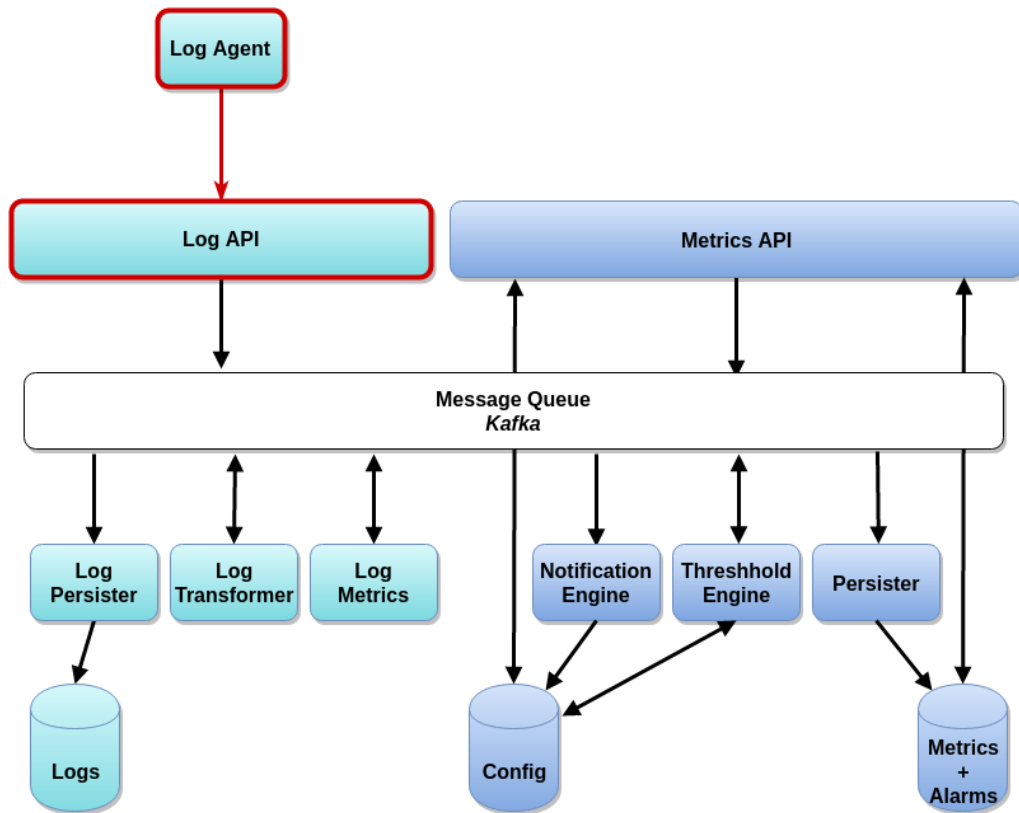 Log Agent
Log API
Metrics API
Message Queue
Kafka
Log
Persister
Log
Transformer
Log
Metrics
Notification
Engine
Threshhold
Engine
Persister
Logs
Config
Metrics
+
Alarms